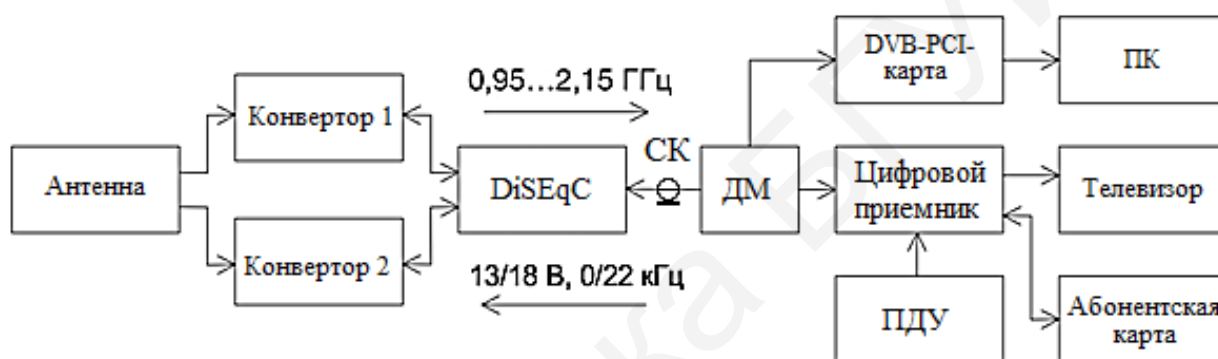 DVB-PCI-
карта
ПК
0,95...2,15 ГГц
Конвертор 1
СК
Антенна
DiSEqC
ДМ
Цифровой
приемник
Телевизор
Конвертор 2
13/18 В, 0/22 кГц
ПДУ
Абонентская
карта